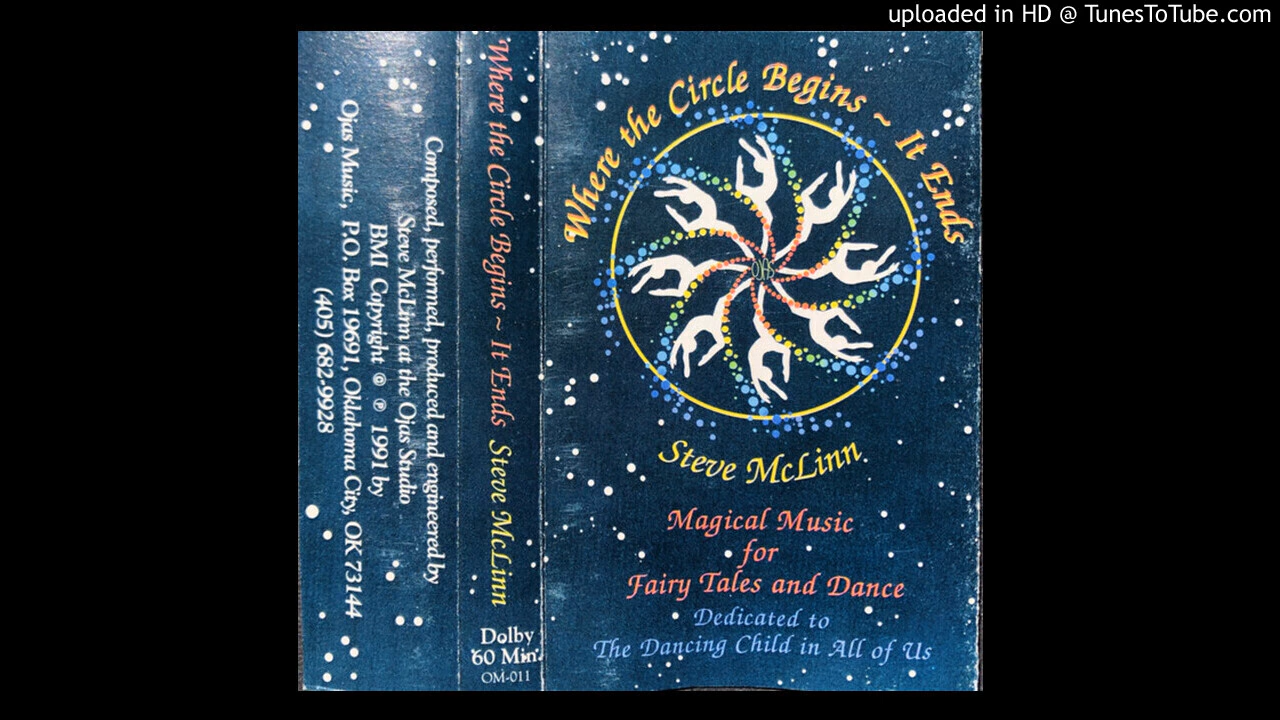 uploaded in HD @ TunesToTube.com
Composed, performed, produced and engineered by
Steve McLinn at the Ojas Studio
BMI Copyright © ℗ 1991 by
Ojas Music, P.O. Box 19691, Oklahoma City, OK 73144
(405) 682-9928
Where the Circle Begins ~ It Ends Steve McLinn
Dolby
60 Min.
OM-011
Where the Circle Begins ~ It Ends
OJAS
Steve McLinn
Magical Music
for
Fairy Tales and Dance
Dedicated to
The Dancing Child in All of Us